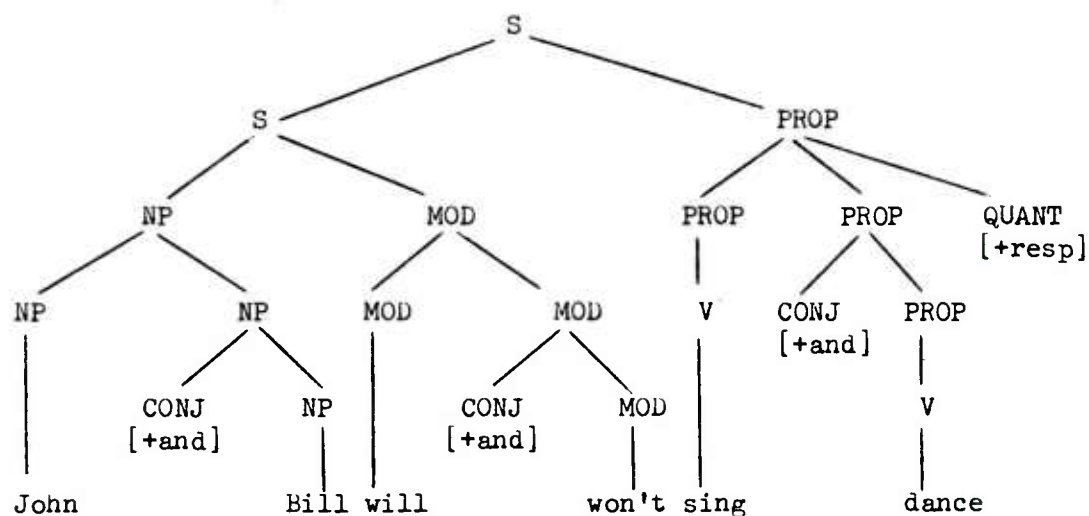 S
S PROP
NP MOD PROP PROP QUANT
[+resp]
NP NP MOD MOD V CONJ PROP
[+and]
CONJ NP CONJ MOD V
[+and] [+and]
John Bill will won't sing dance